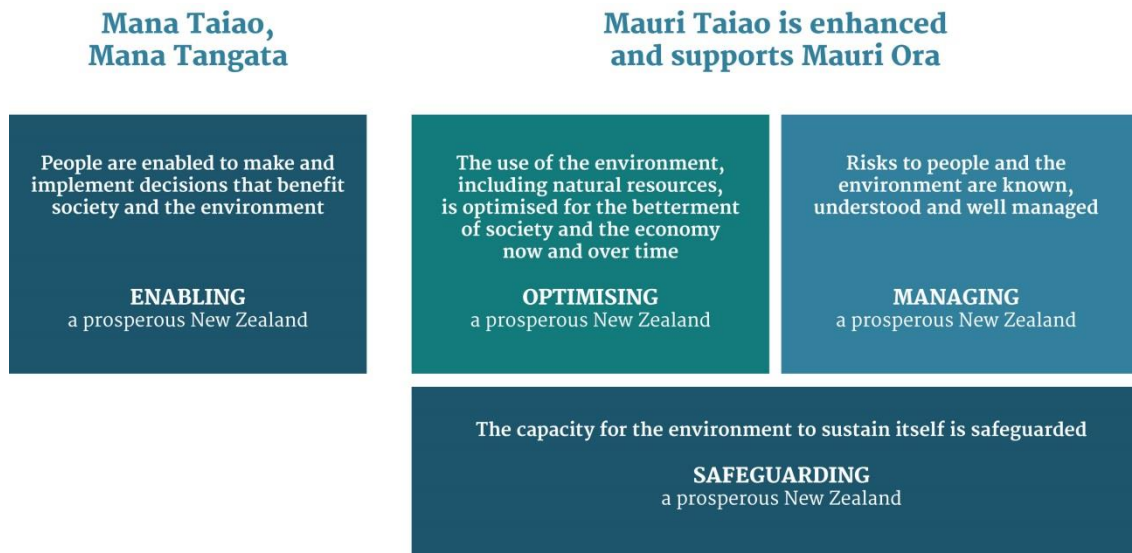 Mana Taiao,
Mana Tangata
People are enabled to make and
implement decisions that benefit
society and the environment
ENABLING
a prosperous New Zealand
Mauri Taiao is enhanced
and supports Mauri Ora
The use of the environment,
including natural resources,
is optimised for the betterment
of society and the economy
now and over time
OPTIMISING
a prosperous New Zealand
Risks to people and the
environment are known,
understood and well managed
MANAGING
a prosperous New Zealand
The capacity for the environment to sustain itself is safeguarded
SAFEGUARDING
a prosperous New Zealand